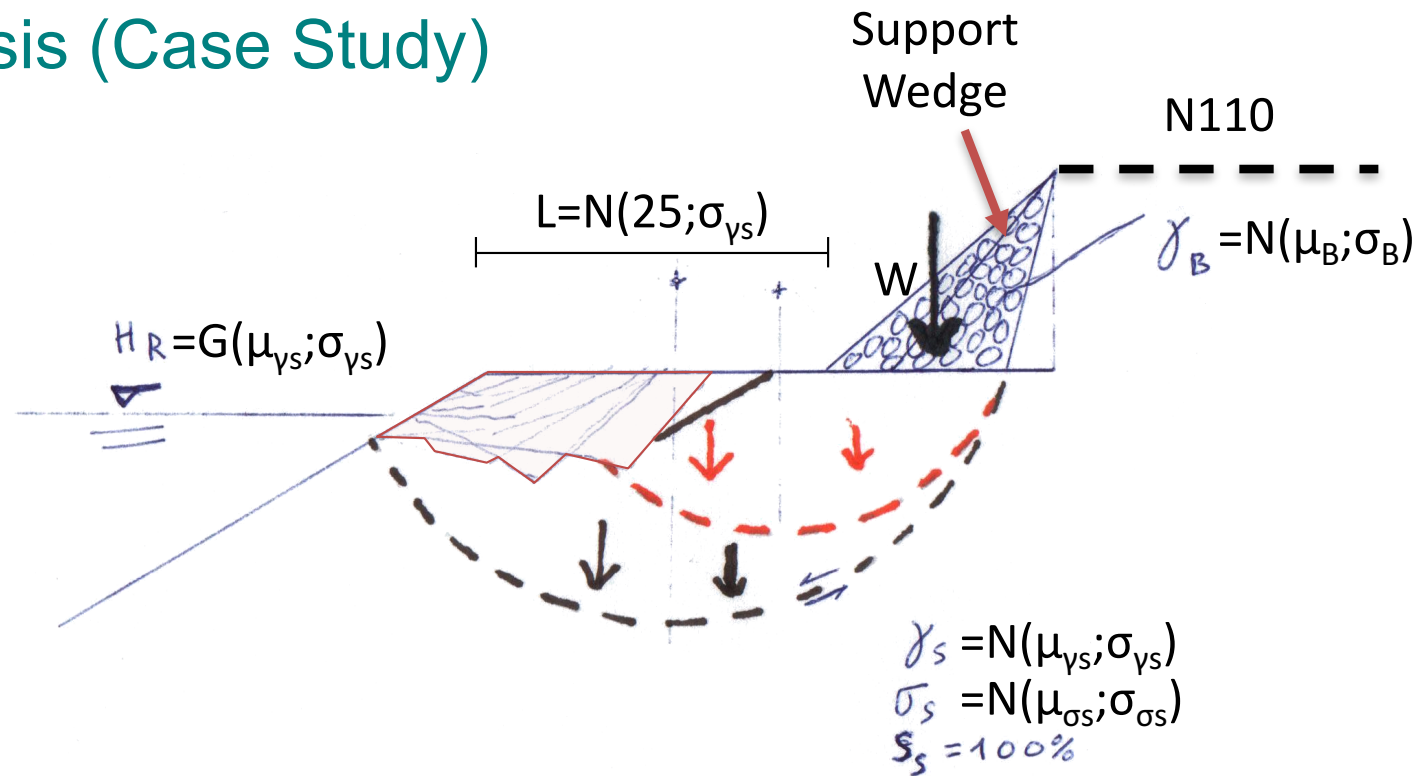 sis (Case Study)
Support
Wedge
N110
L=N(25;σγs)
γB =N(μB;σB)
W
HR=G(μγs;σγs)
γs =N(μγs;σγs)
σs =N(μσs;σσs)
Ss =100%